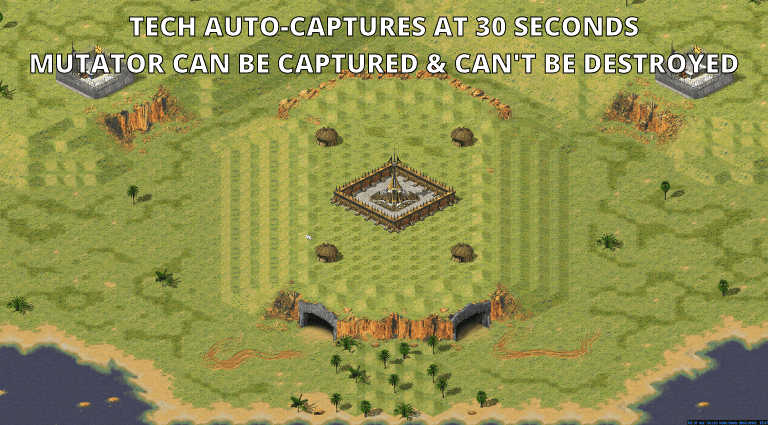 TECH AUTO-CAPTURES AT 30 SECONDS
MUTATOR CAN BE CAPTURED & CAN'T BE DESTROYED